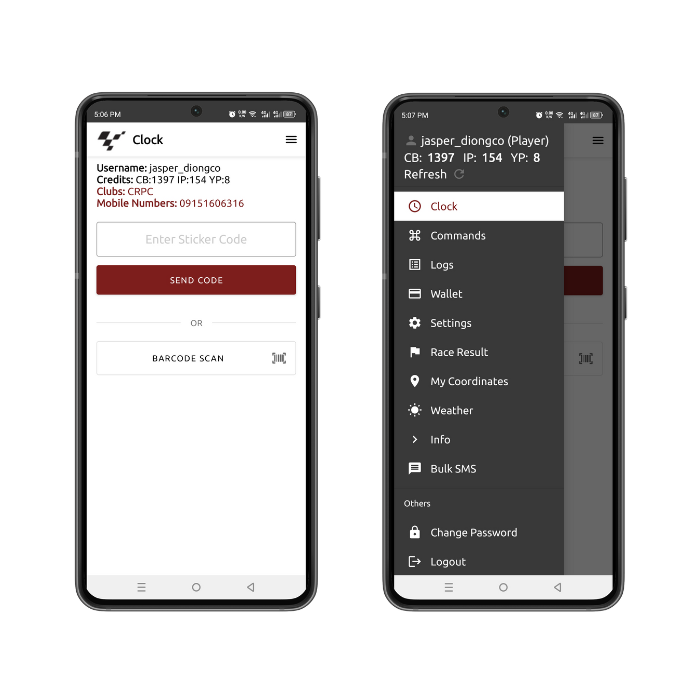 5:06 PM
Clock
Username: jasper_diongco
Credits: CB:1397 IP:154 YP:8
Clubs: CRPC
Mobile Numbers: 09151606316
Enter Sticker Code
SEND CODE
OR
BARCODE SCAN
5:07 PM
jasper_diongco (Player)
CB: 1397 IP: 154 YP: 8
Refresh
Clock
Commands
Logs
Wallet
Settings
Race Result
My Coordinates
Weather
Info
Bulk SMS
Others
Change Password
Logout